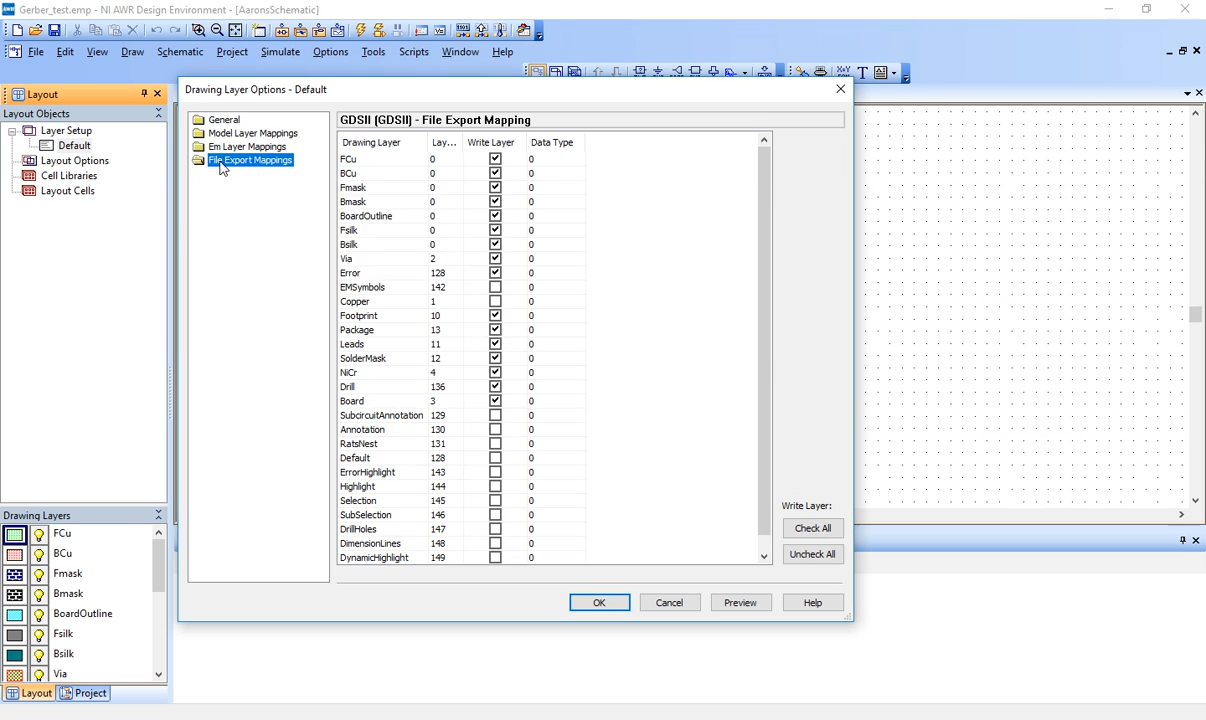 Gerber_test.emp - NI AWR Design Environment - [AaronsSchematic]
File Edit View Draw Schematic Project Simulate Options Tools Scripts Window Help
Layout
Layout Objects
Layer Setup
Default
Layout Options
Cell Libraries
Layout Cells
Drawing Layers
FCu
BCu
Fmask
Bmask
BoardOutline
Fsilk
Bsilk
Via
Layout Project
Drawing Layer Options - Default
General
Model Layer Mappings
Em Layer Mappings
File Export Mappings
GDSII (GDSII) - File Export Mapping
Drawing Layer Lay... Write Layer Data Type
FCu 0 0
BCu 0 0
Fmask 0 0
Bmask 0 0
BoardOutline 0 0
Fsilk 0 0
Bsilk 0 0
Via 2 0
Error 128 0
EMSymbols 142 0
Copper 1 0
Footprint 10 0
Package 13 0
Leads 11 0
SolderMask 12 0
NiCr 4 0
Drill 136 0
Board 3 0
SubcircuitAnnotation 129 0
Annotation 130 0
RatsNest 131 0
Default 128 0
ErrorHighlight 143 0
Highlight 144 0
Selection 145 0
SubSelection 146 0
DrillHoles 147 0
DimensionLines 148 0
DynamicHighlight 149 0
Write Layer:
Check All
Uncheck All
OK Cancel Preview Help